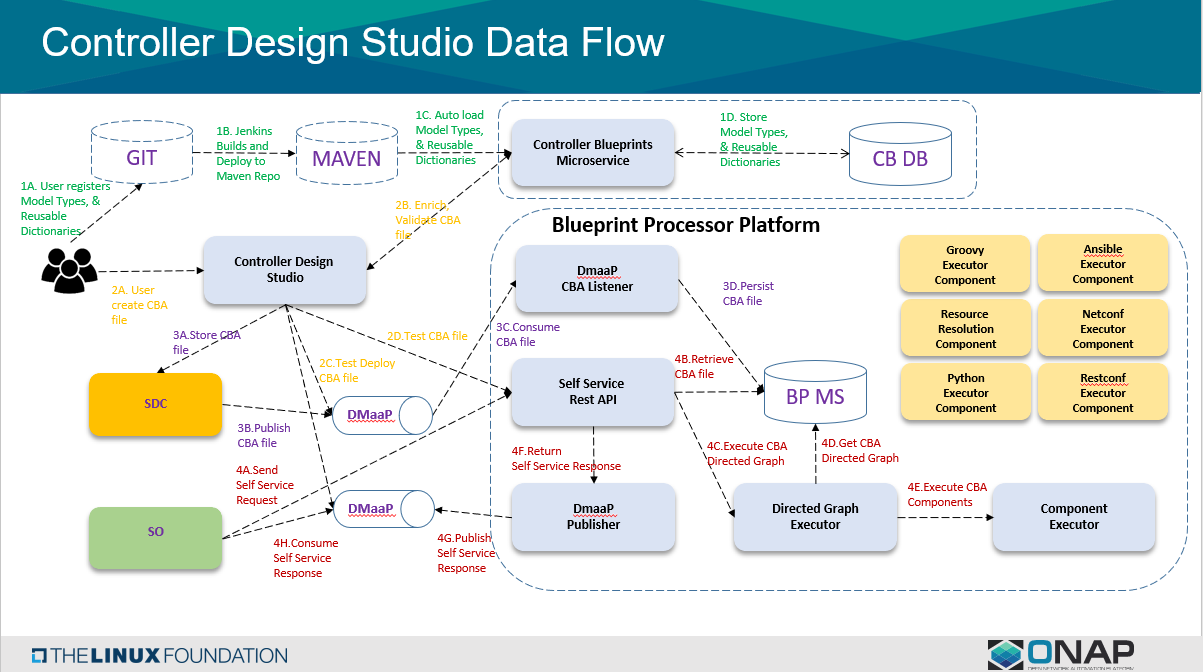 Controller Design Studio Data Flow
GIT
1B. Jenkins
Builds and
Deploy to
Maven Repo
MAVEN
1C. Auto load
Model Types,
& Reusable
Dictionaries
Controller Blueprints
Microservice
1D. Store
Model Types,
& Reusable
Dictionaries
CB DB
1A. User registers
Model Types, &
Reusable
Dictionaries
2B. Enrich,
Validate CBA
file
Controller Design
Studio
2A. User
create CBA
file
Blueprint Processor Platform
DmaaP
CBA Listener
3D.Persist
CBA file
Groovy
Executor
Component
Ansible
Executor
Component
Resource
Resolution
Component
Netconf
Executor
Component
Python
Executor
Component
Restconf
Executor
Component
3A.Store CBA
file
2D.Test CBA file
3C.Consume
CBA file
2C.Test Deploy
CBA file
SDC
DMaaP
3B.Publish
CBA file
Self Service
Rest API
4B.Retrieve
CBA file
BP MS
4A.Send
Self Service
Request
4F.Return
Self Service Response
4C.Execute CBA
Directed Graph
4D.Get CBA
Directed Graph
4E.Execute CBA
Components
SO
DMaaP
4H.Consume
Self Service
Response
4G.Publish
Self Service
Response
DmaaP
Publisher
Directed Graph
Executor
Component
Executor
THE LINUX FOUNDATION
ONAP
OPEN NETWORK AUTOMATION PLATFORM